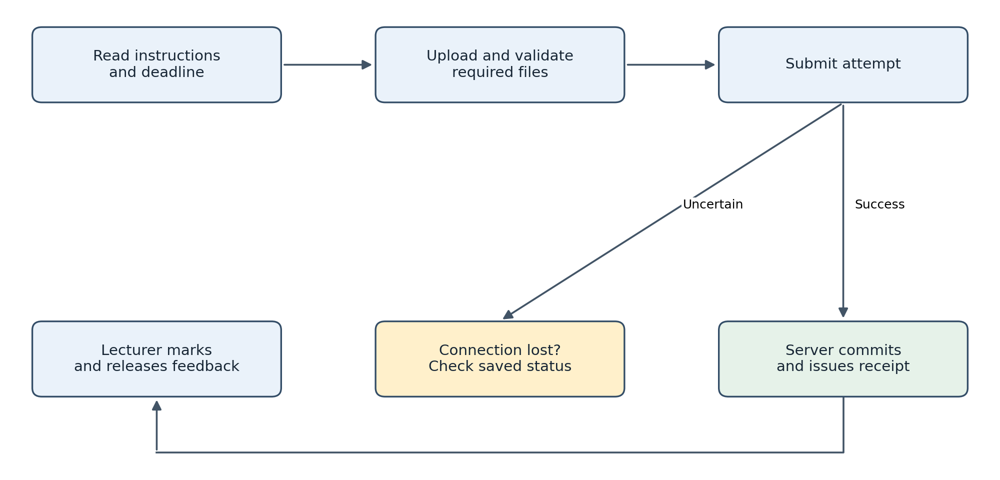 Read instructions
and deadline
Upload and validate
required files
Submit attempt
Uncertain
Success
Lecturer marks
and releases feedback
Connection lost?
Check saved status
Server commits
and issues receipt